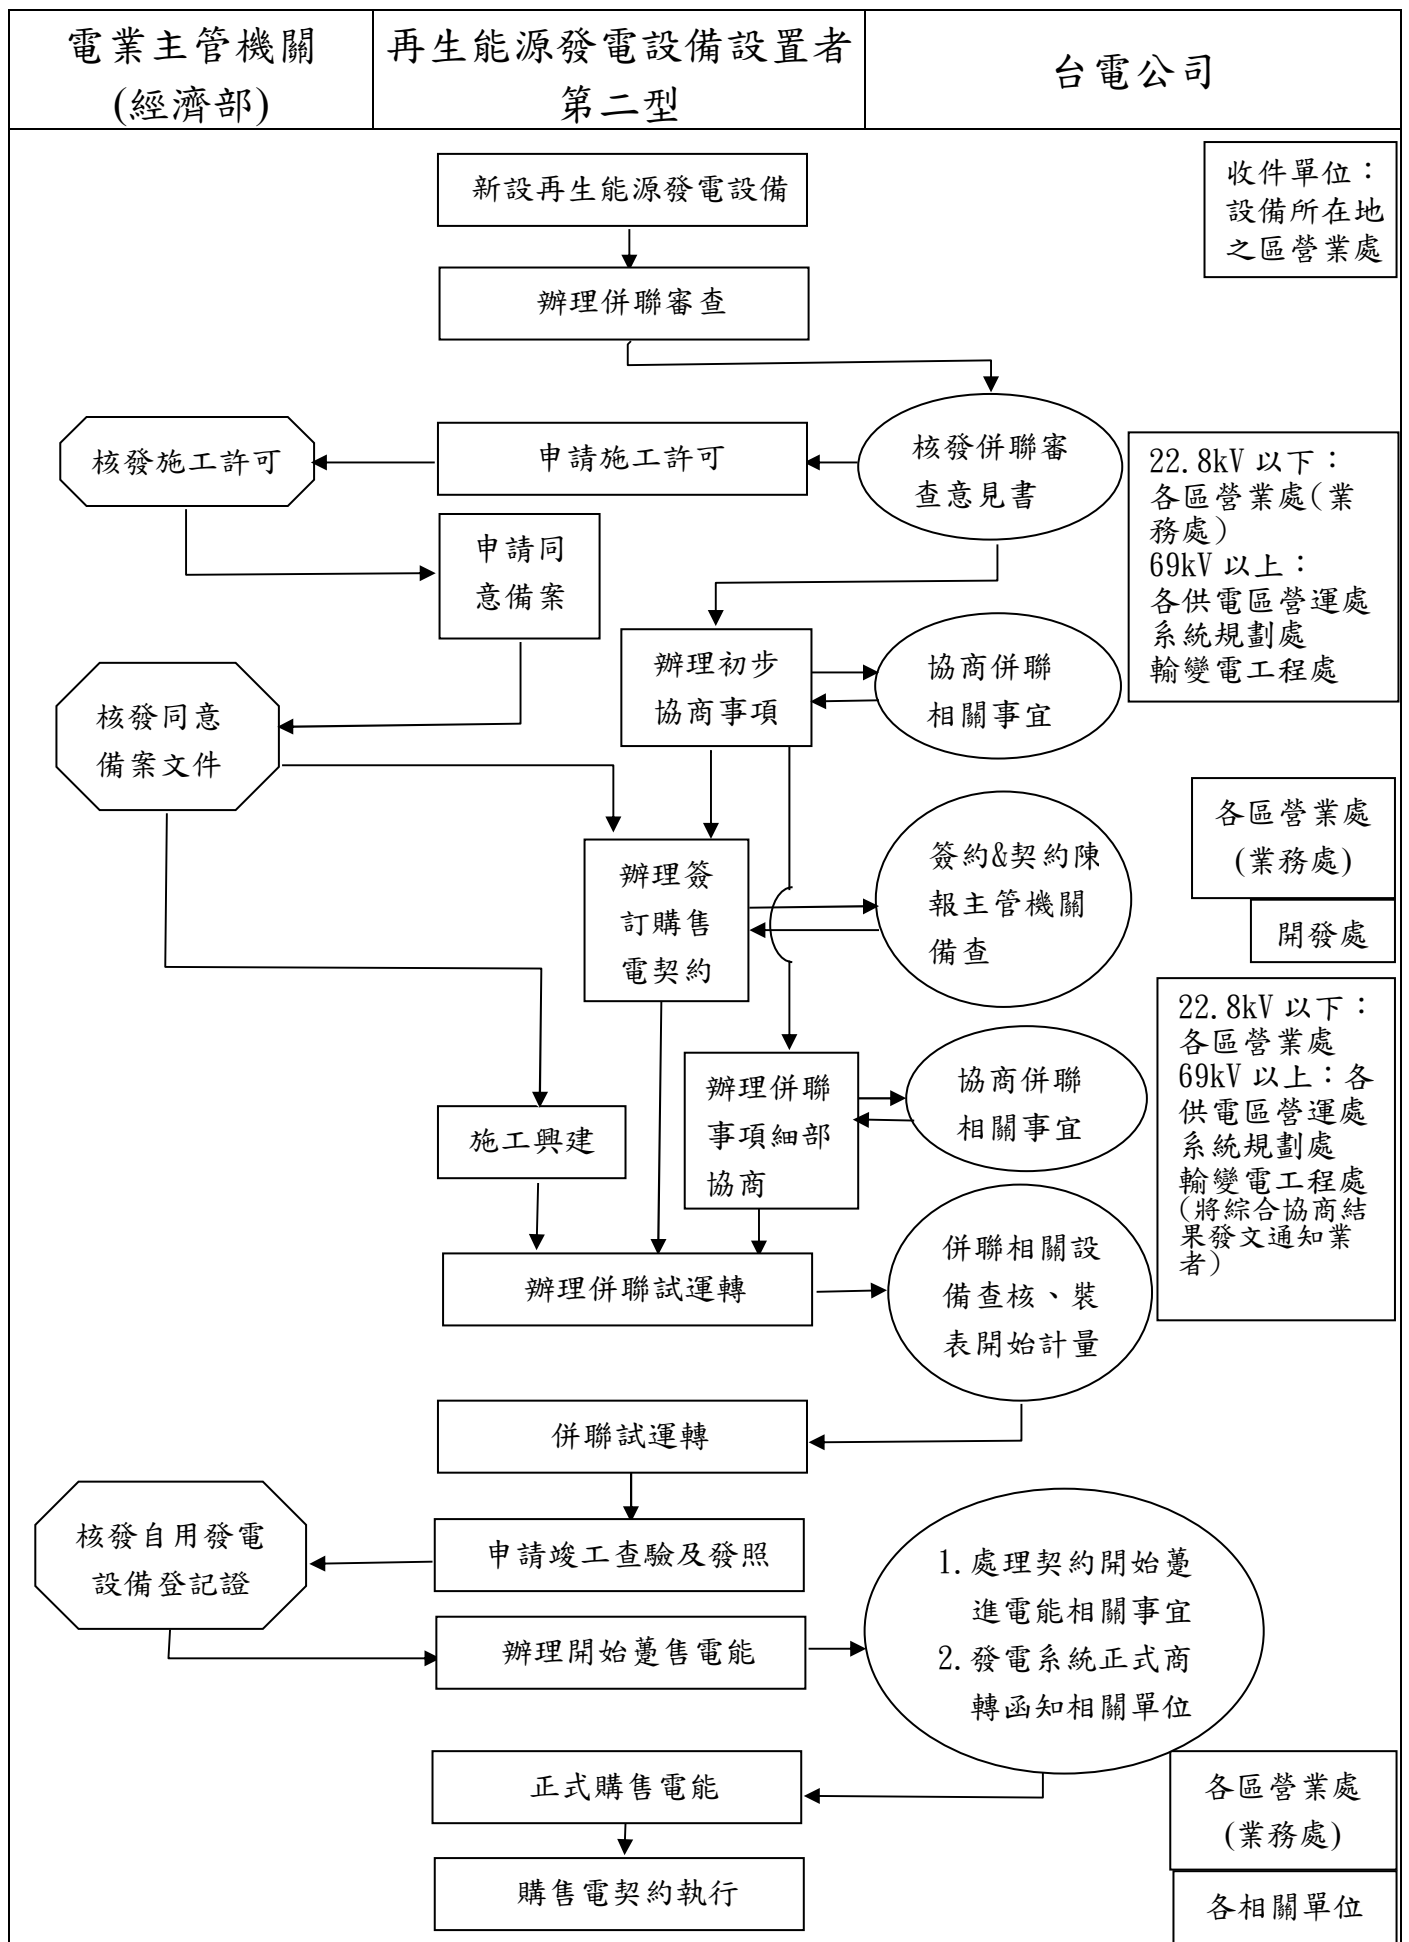 電業主管機關
(經濟部)
再生能源發電設備設置者
第二型
台電公司
新設再生能源發電設備
收件單位：
設備所在地
之區營業處
辦理併聯審查
核發施工許可
申請施工許可
核發併聯審
查意見書
22.8kV 以下：
各區營業處(業
務處)
69kV 以上：
各供電區營運處
系統規劃處
輸變電工程處
申請同
意備案
辦理初步
協商事項
協商併聯
相關事宜
核發同意
備案文件
各區營業處
(業務處)
開發處
辦理簽
訂購售
電契約
簽約&契約陳
報主管機關
備查
22.8kV 以下：
各區營業處
69kV 以上：各
供電區營運處
系統規劃處
輸變電工程處
(將綜合協商結
果發文通知業
者)
施工興建
辦理併聯
事項細部
協商
協商併聯
相關事宜
辦理併聯試運轉
併聯相關設
備查核、裝
表開始計量
併聯試運轉
核發自用發電
設備登記證
申請竣工查驗及發照
辦理開始躉售電能
1.處理契約開始躉
進電能相關事宜
2.發電系統正式商
轉函知相關單位
正式購售電能
各區營業處
(業務處)
購售電契約執行
各相關單位